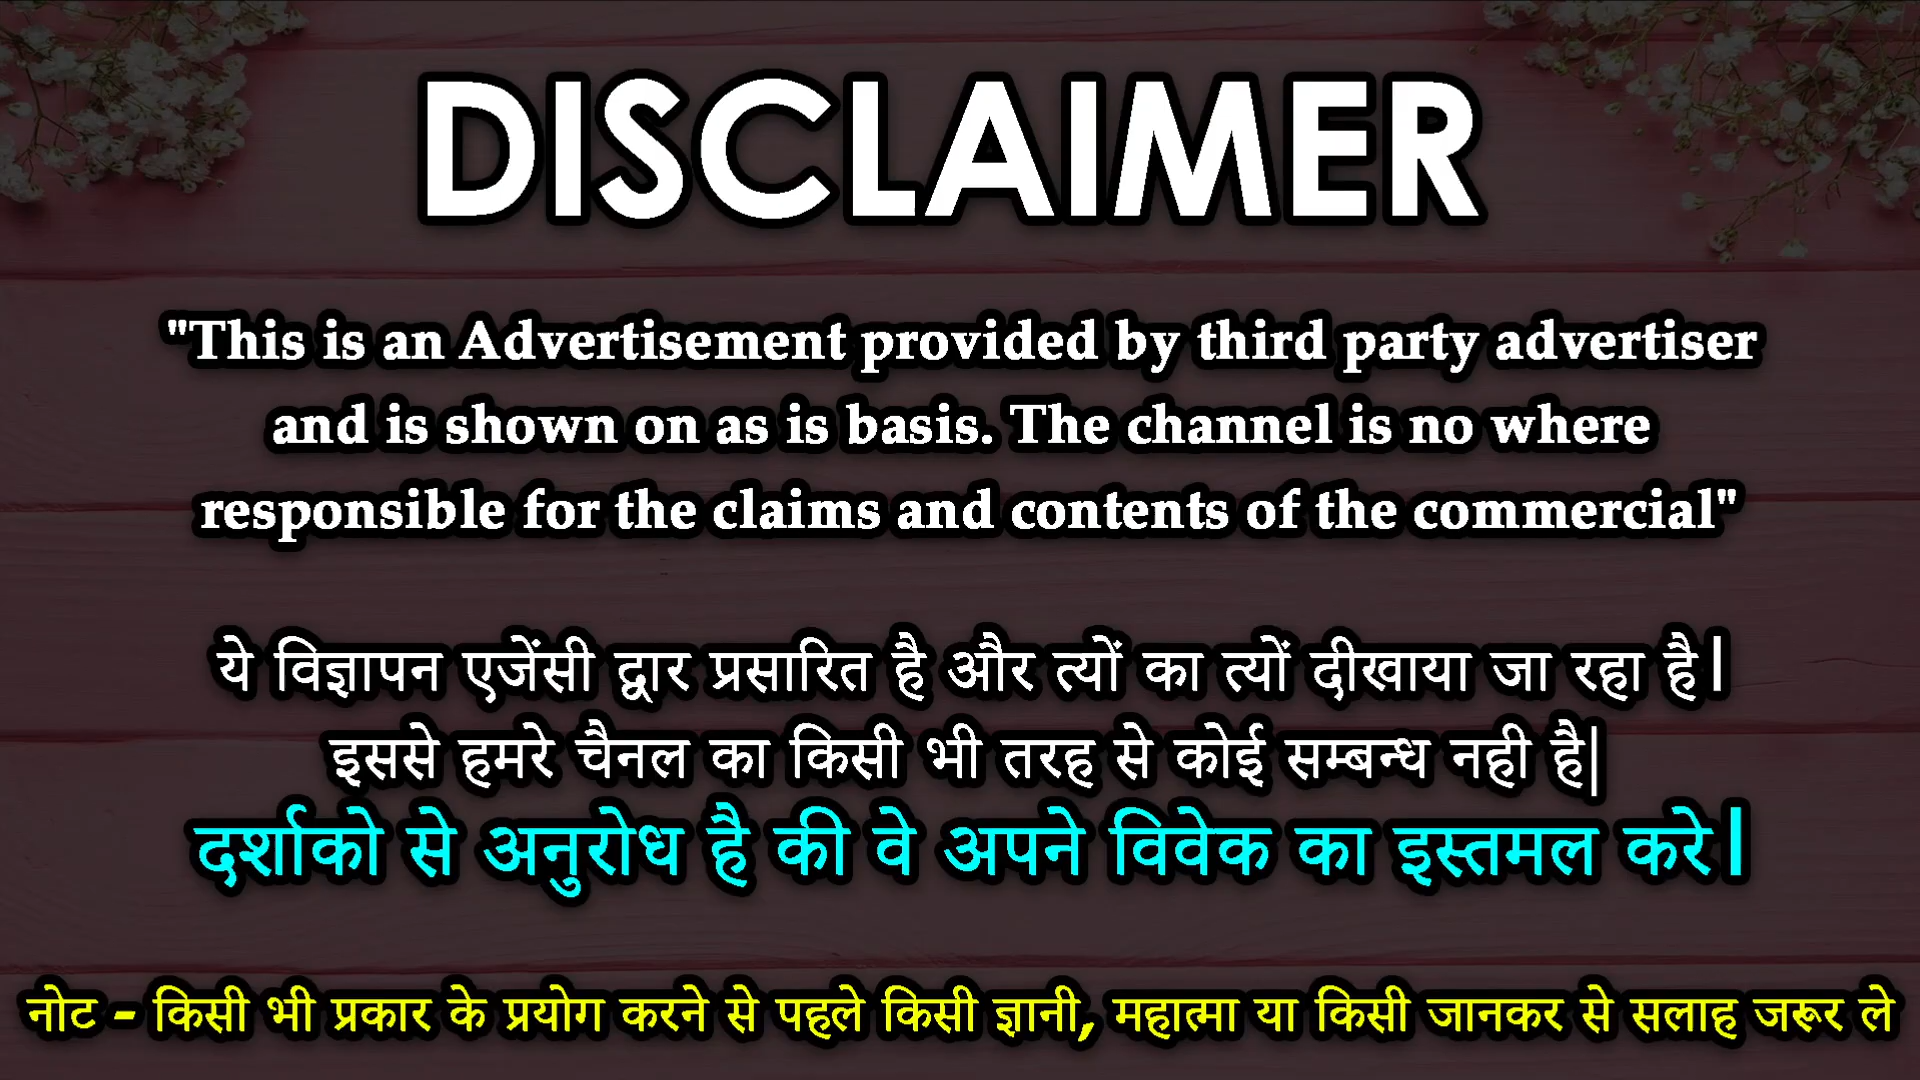 DISCLAIMER
"This is an Advertisement provided by third party advertiser
and is shown on as is basis. The channel is no where
responsible for the claims and contents of the commercial"
ये विज्ञापन एजेंसी द्वार प्रसारित है और त्यों का त्यों दीखाया जा रहा है।
इससे हमरे चैनल का किसी भी तरह से कोई सम्बन्ध नही है|
दर्शाको से अनुरोध है की वे अपने विवेक का इस्तमल करे।
नोट - किसी भी प्रकार के प्रयोग करने से पहले किसी ज्ञानी, महात्मा या किसी जानकर से सलाह जरूर ले